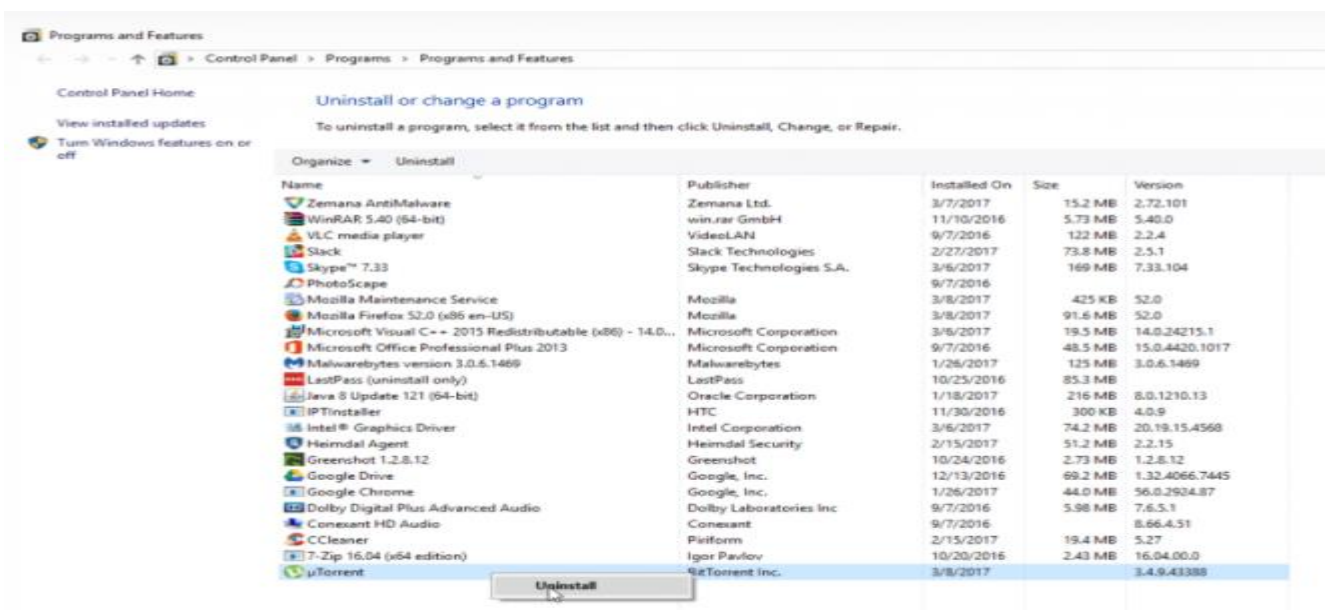 Programs and Features
Control Panel > Programs > Programs and Features
Control Panel Home
View installed updates
Turn Windows features on or
off
Uninstall or change a program
To uninstall a program, select it from the list and then click Uninstall, Change, or Repair.
Organize Uninstall
Name Publisher Installed On Size Version
Zemana AntiMalware Zemana Ltd. 3/7/2017 15.2 MB 2.72.101
WinRAR 5.40 (64-bit) win.rar GmbH 11/10/2016 5.73 MB 5.40.0
VLC media player VideoLAN 9/7/2016 122 MB 2.2.4
Slack Slack Technologies 2/27/2017 73.8 MB 2.5.1
Skype™ 7.33 Skype Technologies S.A. 3/6/2017 169 MB 7.33.104
PhotoScape 9/7/2016
Mozilla Maintenance Service Mozilla 3/8/2017 425 KB 52.0
Mozilla Firefox 52.0 (x86 en-US) Mozilla 3/8/2017 91.6 MB 52.0
Microsoft Visual C++ 2015 Redistributable (x86) - 14.0... Microsoft Corporation 3/6/2017 19.5 MB 14.0.24215.1
Microsoft Office Professional Plus 2013 Microsoft Corporation 9/7/2016 48.5 MB 15.0.4420.1017
Malwarebytes version 3.0.6.1469 Malwarebytes 1/26/2017 125 MB 3.0.6.1469
LastPass (uninstall only) LastPass 10/25/2016 85.3 MB
Java 8 Update 121 (64-bit) Oracle Corporation 1/18/2017 216 MB 8.0.1210.13
IPTInstaller HTC 11/30/2016 300 KB 4.0.9
Intel® Graphics Driver Intel Corporation 3/6/2017 74.2 MB 20.19.15.4568
Heimdal Agent Heimdal Security 2/15/2017 51.2 MB 2.2.15
Greenshot 1.2.8.12 Greenshot 10/24/2016 2.73 MB 1.2.8.12
Google Drive Google, Inc. 12/13/2016 69.2 MB 1.32.4066.7445
Google Chrome Google, Inc. 1/26/2017 44.0 MB 56.0.2924.87
Dolby Digital Plus Advanced Audio Dolby Laboratories Inc 9/7/2016 5.98 MB 7.6.5.1
Conexant HD Audio Conexant 9/7/2016 8.66.4.51
CCleaner Piriform 2/15/2017 19.4 MB 5.27
7-Zip 16.04 (x64 edition) Igor Pavlov 10/20/2016 2.43 MB 16.04.00.0
µTorrent BitTorrent Inc. 3/8/2017 3.4.9.43388
Uninstall